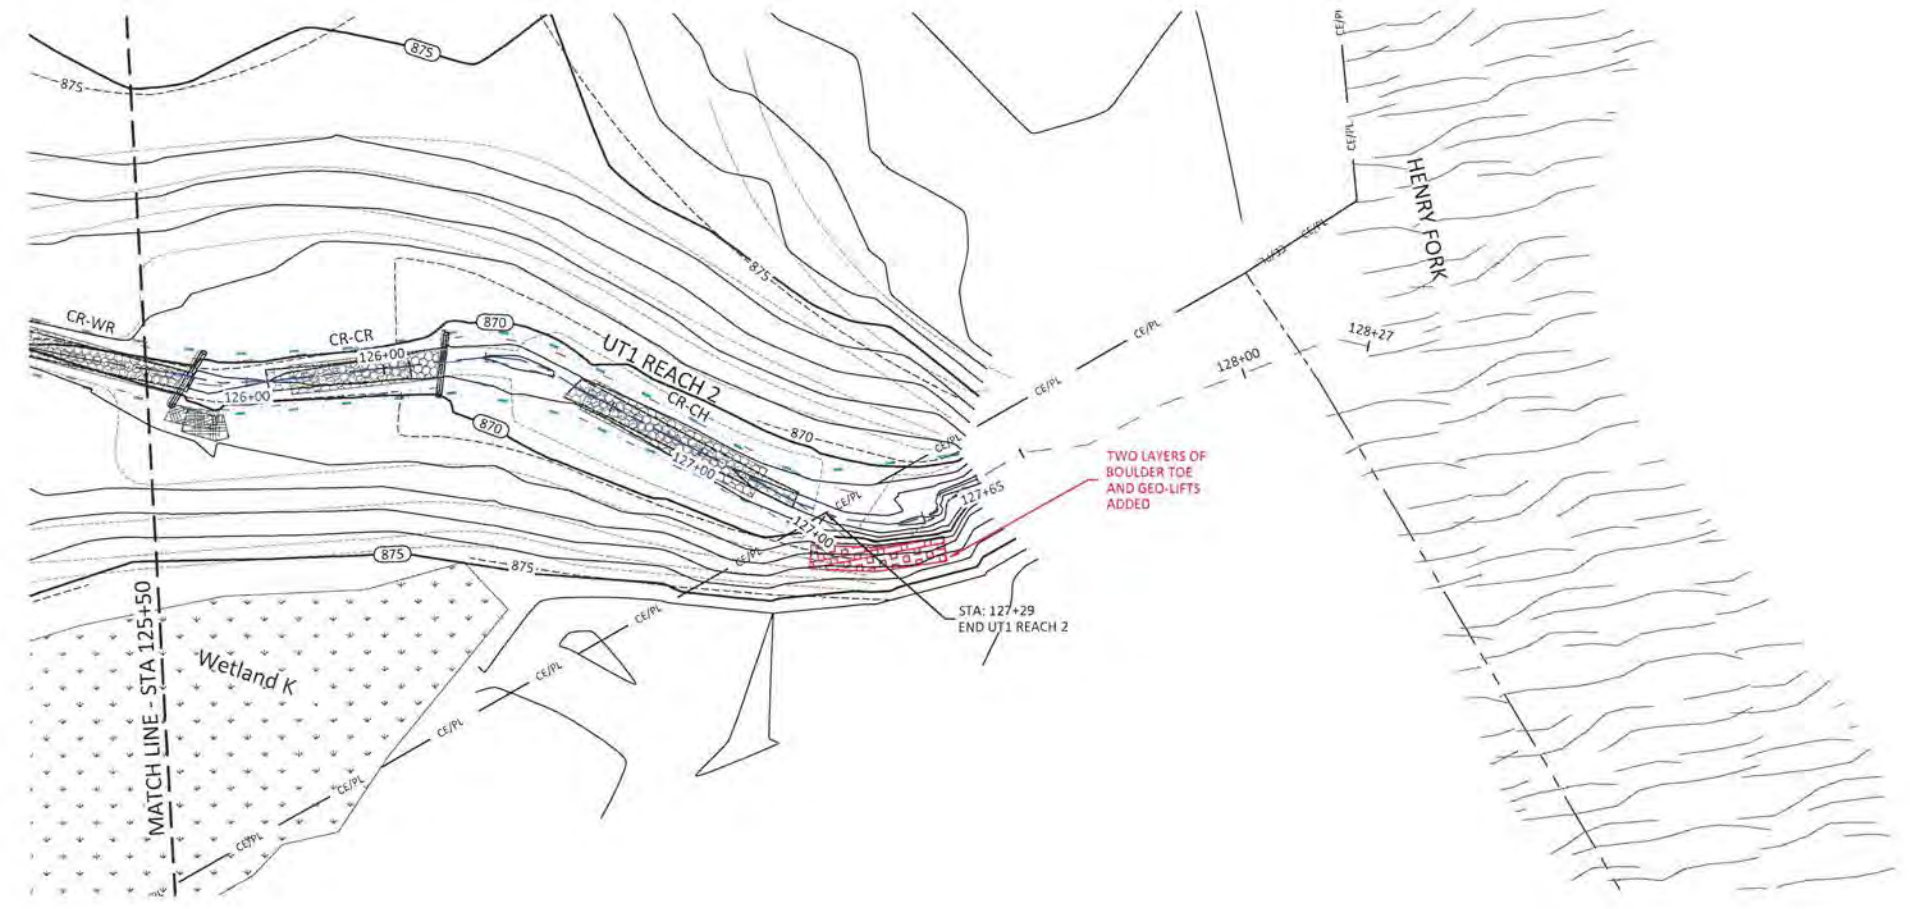 CE/PL
875
875
CE/PL
HENRY FORK
CE/PL
CE/PL
875
CR-WR
CR-CR
870
126+00
UT1 REACH 2
CE/PL
128+27
128+00
126+00
CR-CH
CE/PL
870
870
CE/PL
127+00
TWO LAYERS OF
BOULDER TOE
AND GEO-LIFTS
ADDED
CE/PL
127+65
127+00
875
875
CE/PL
STA: 127+29
END UT1 REACH 2
CE/PL
MATCH LINE - STA 125+50
Wetland K
CE/PL
CE/PL
CE/PL
CE/PL